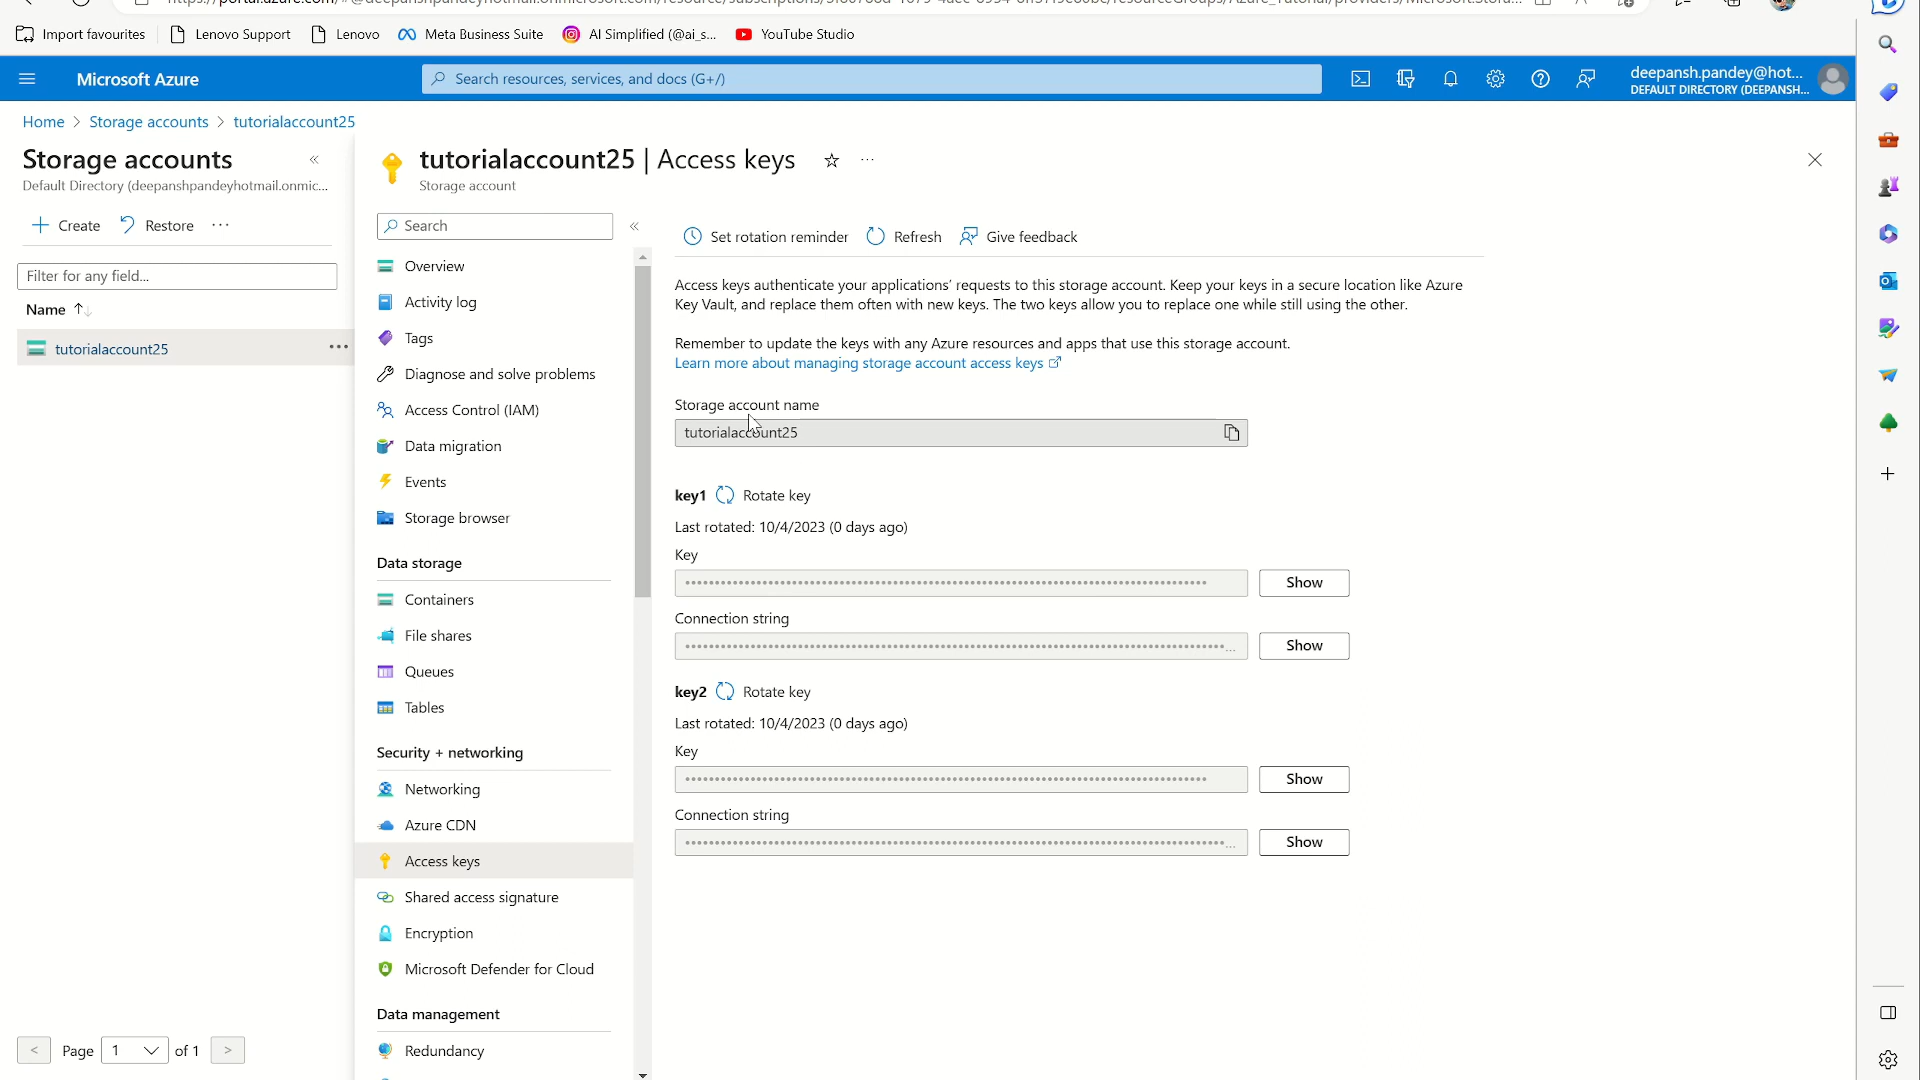 Import favourites
Lenovo Support
Lenovo
Meta Business Suite
AI Simplified (@ai_s...
YouTube Studio
Microsoft Azure
Search resources, services, and docs (G+/)
deepansh.pandey@hot...
DEFAULT DIRECTORY (DEEPANSH...
Home > Storage accounts > tutorialaccount25
Storage accounts
«
Default Directory (deepanshpandeyhotmail.onmic...
+ Create
Restore
...
Filter for any field...
Name
tutorialaccount25
...
< Page 1 of 1 >
tutorialaccount25 | Access keys
...
Storage account
Search
«
Overview
Activity log
Tags
Diagnose and solve problems
Access Control (IAM)
Data migration
Events
Storage browser
Data storage
Containers
File shares
Queues
Tables
Security + networking
Networking
Azure CDN
Access keys
Shared access signature
Encryption
Microsoft Defender for Cloud
Data management
Redundancy
Set rotation reminder
Refresh
Give feedback
Access keys authenticate your applications' requests to this storage account. Keep your keys in a secure location like Azure
Key Vault, and replace them often with new keys. The two keys allow you to replace one while still using the other.
Remember to update the keys with any Azure resources and apps that use this storage account.
Learn more about managing storage account access keys
Storage account name
tutorialaccount25
key1 Rotate key
Last rotated: 10/4/2023 (0 days ago)
Key
Show
Connection string
Show
key2 Rotate key
Last rotated: 10/4/2023 (0 days ago)
Key
Show
Connection string
Show